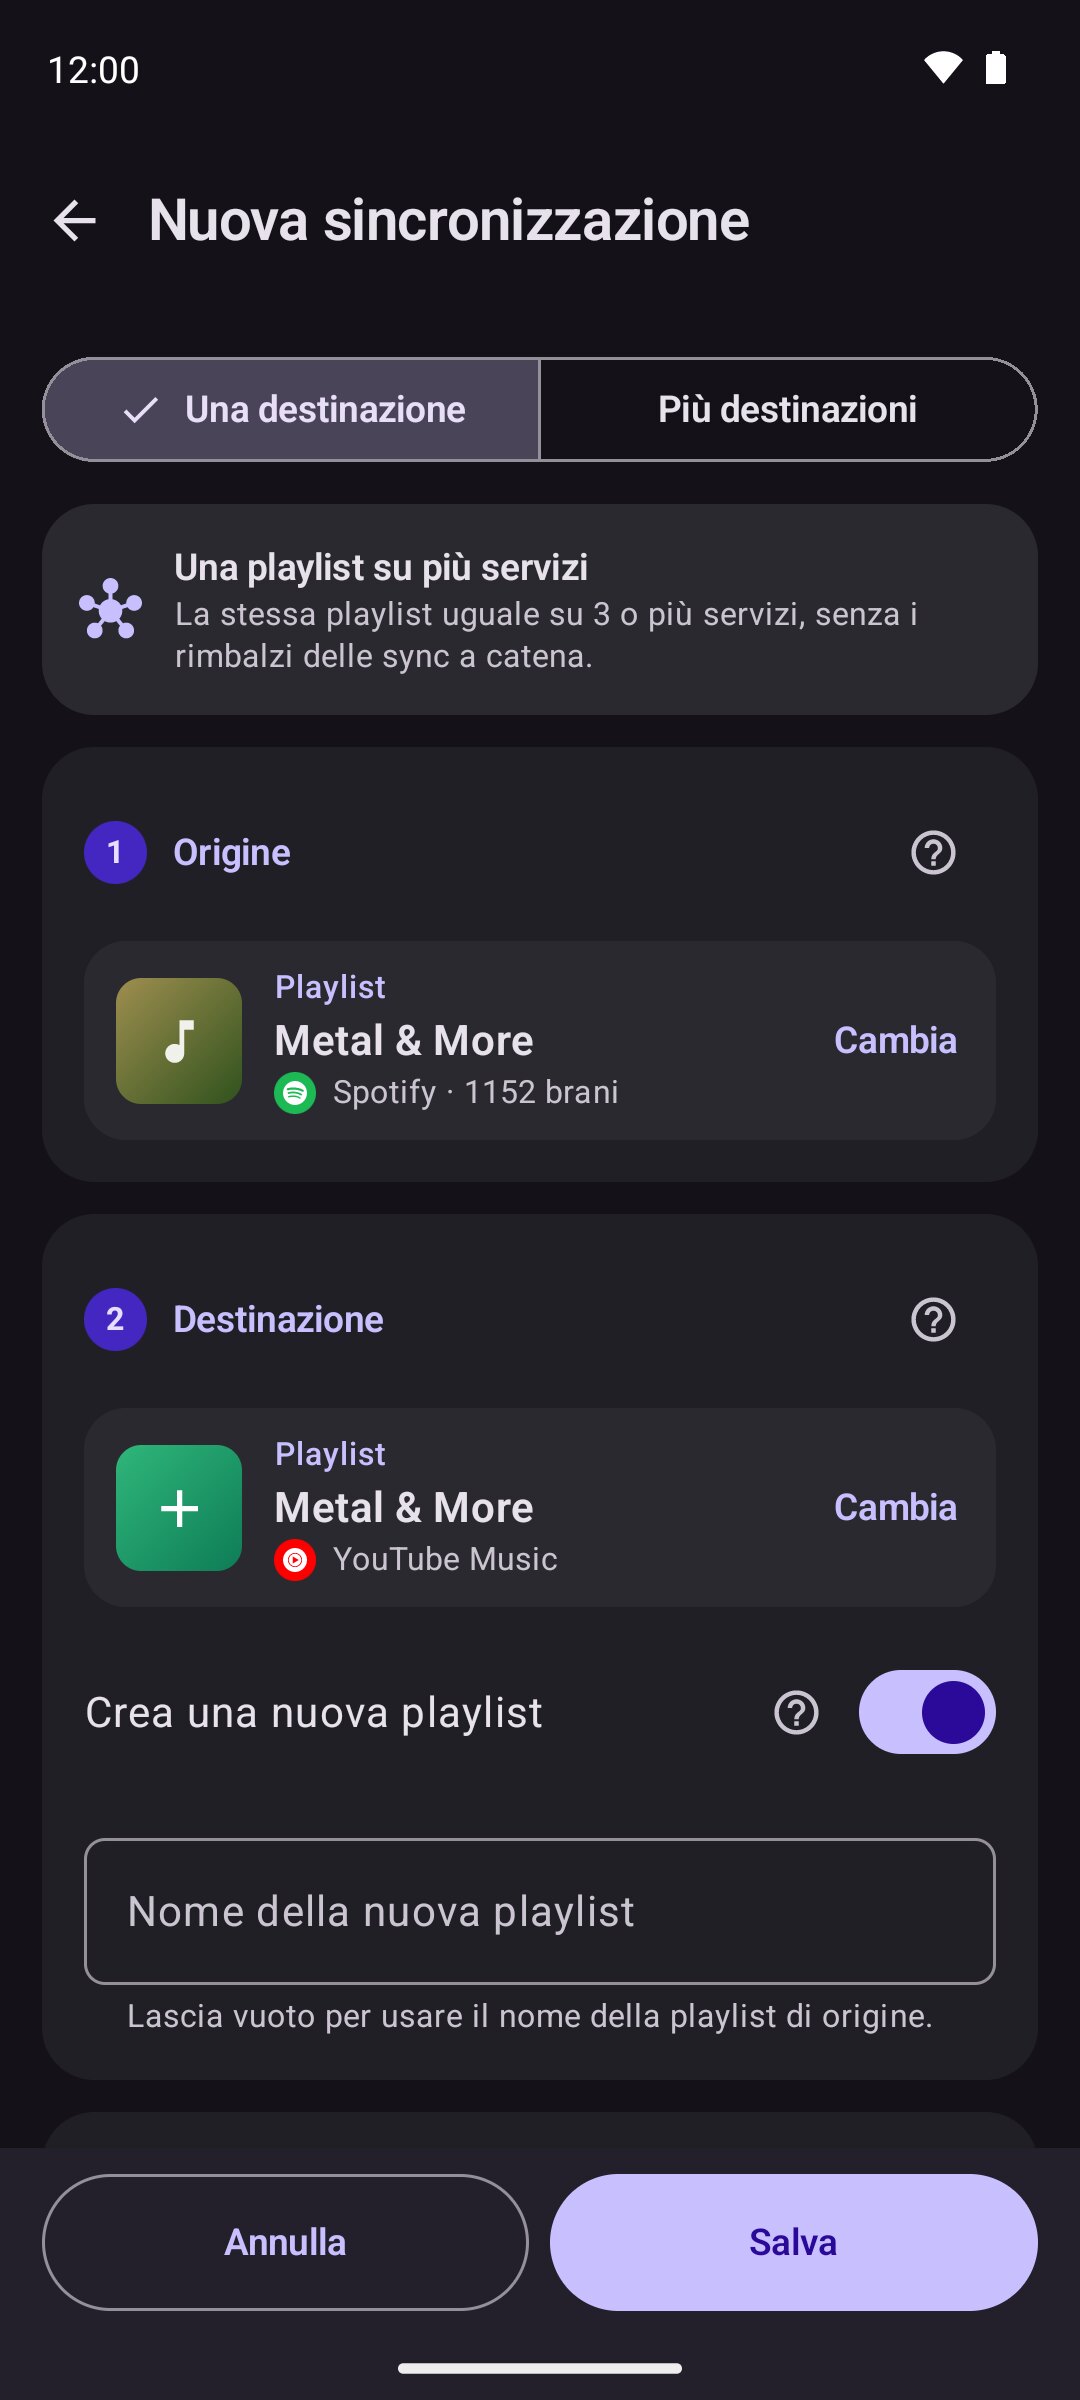 12:00
Nuova sincronizzazione
Una destinazione
Più destinazioni
Una playlist su più servizi
La stessa playlist uguale su 3 o più servizi, senza i
rimbalzi delle sync a catena.
1
Origine
Playlist
Metal & More
Spotify · 1152 brani
Cambia
2
Destinazione
Playlist
Metal & More
YouTube Music
Cambia
Crea una nuova playlist
Nome della nuova playlist
Lascia vuoto per usare il nome della playlist di origine.
Annulla
Salva